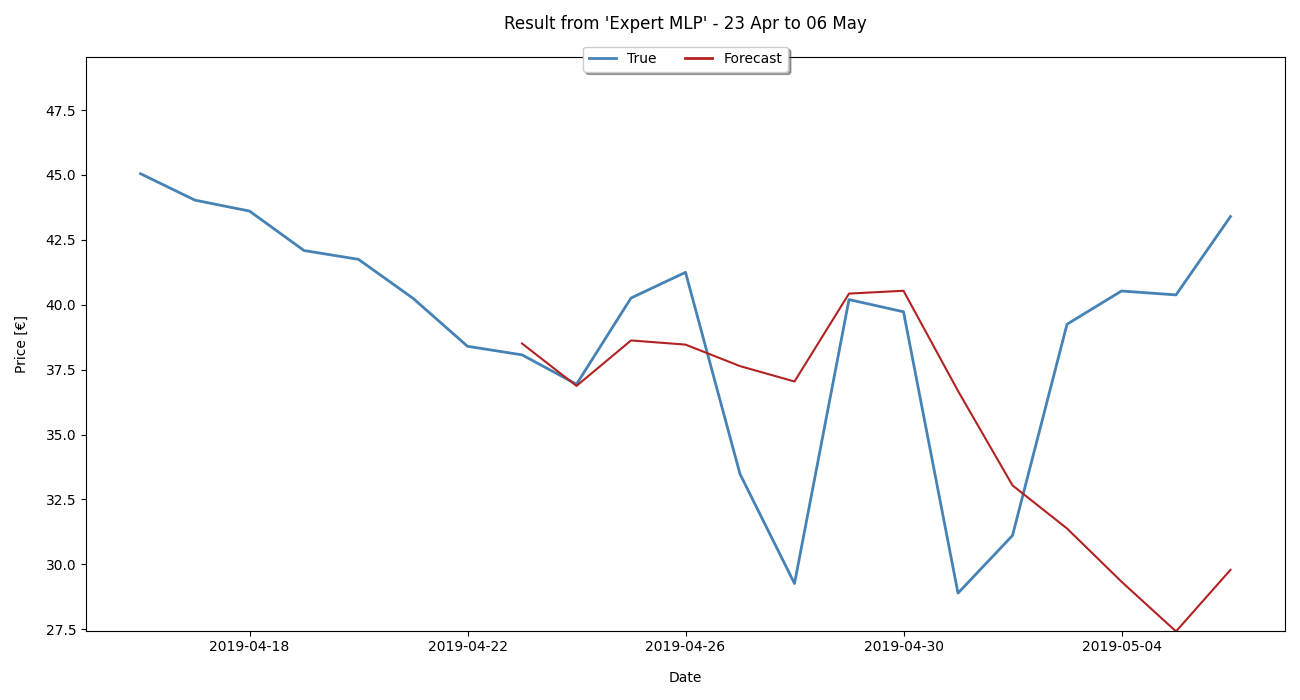 Result from 'Expert MLP' - 23 Apr to 06 May
True Forecast
47.5
45.0
42.5
40.0
37.5
35.0
32.5
30.0
27.5
Price [€]
2019-04-18 2019-04-22 2019-04-26 2019-04-30 2019-05-04
Date